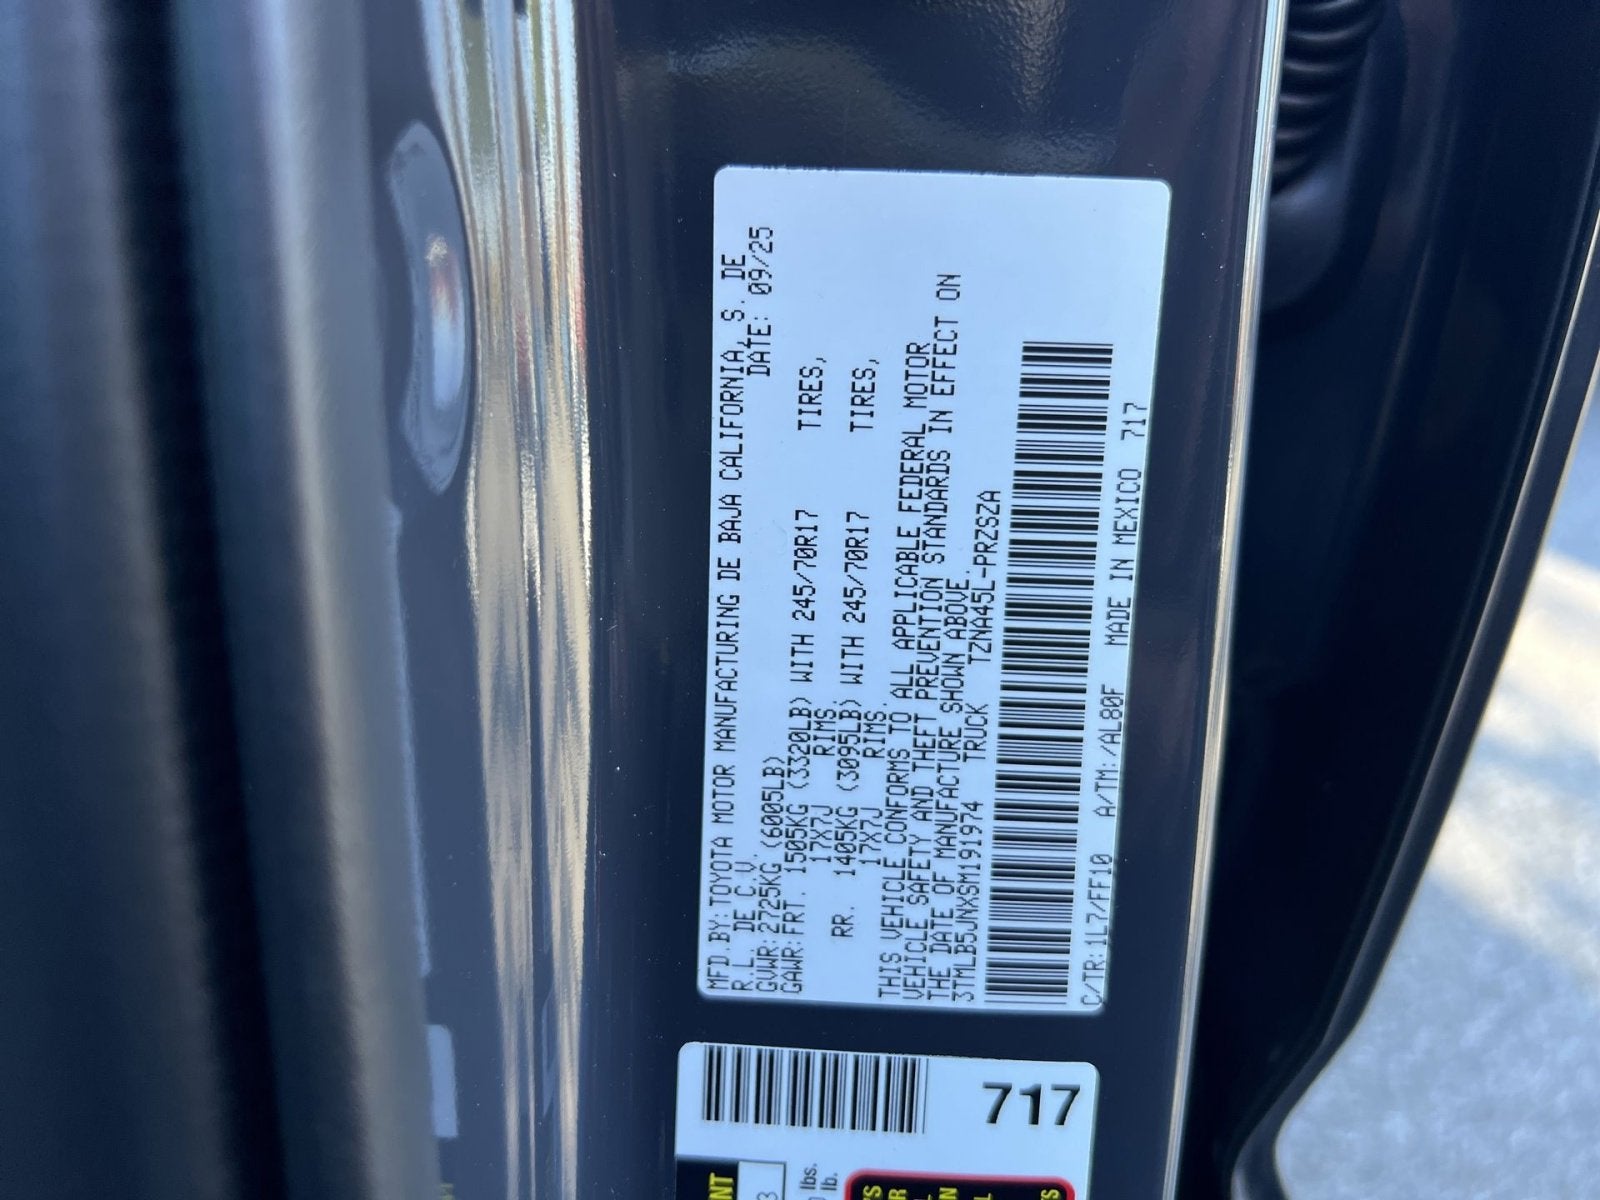 MFD.BY:TOYOTA MOTOR MANUFACTURING DE BAJA CALIFORNIA, S. DE
R.L. DE C.V. DATE: 09/25
GVWR:2725KG (6005LB)
GAWR:FRT. 1505KG (3320LB) WITH 245/70R17 TIRES,
17X7J RIMS.
RR. 1405KG (3095LB) WITH 245/70R17 TIRES,
17X7J RIMS.
THIS VEHICLE CONFORMS TO ALL APPLICABLE FEDERAL MOTOR
VEHICLE SAFETY AND THEFT PREVENTION STANDARDS IN EFFECT ON
THE DATE OF MANUFACTURE SHOWN ABOVE.
3TMLB5JNXSM191974 TRUCK TZNA45L-PRZSZA
C/TR:1L7/FF10 A/TM:/AL80F MADE IN MEXICO 717
717
lbs.
lb.